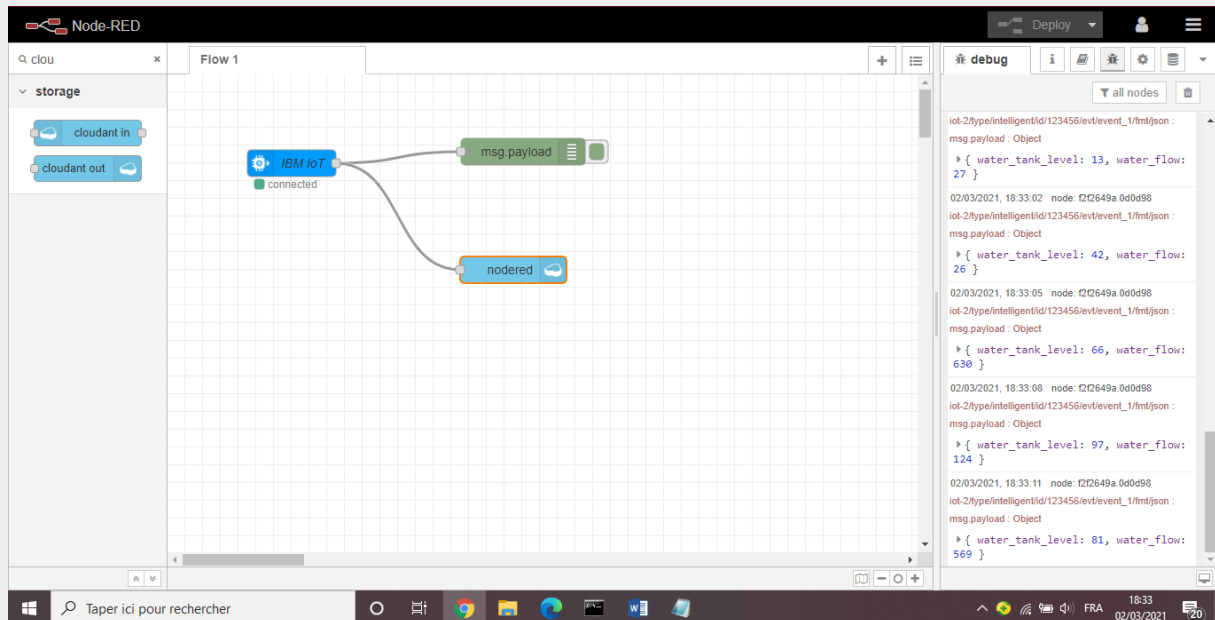 Node-RED
Deploy
clou
storage
cloudant in
cloudant out
Flow 1
IBM IoT
connected
msg.payload
nodered
debug
i
all nodes
iot-2/type/intelligent/id/123456/evt/event_1/fmt/json :
msg.payload : Object
{ water_tank_level: 13, water_flow:
27 }
02/03/2021, 18:33:02 node: f2f2649a.0d0d98
iot-2/type/intelligent/id/123456/evt/event_1/fmt/json :
msg.payload : Object
{ water_tank_level: 42, water_flow:
26 }
02/03/2021, 18:33:05 node: f2f2649a.0d0d98
iot-2/type/intelligent/id/123456/evt/event_1/fmt/json :
msg.payload : Object
{ water_tank_level: 66, water_flow:
630 }
02/03/2021, 18:33:08 node: f2f2649a.0d0d98
iot-2/type/intelligent/id/123456/evt/event_1/fmt/json :
msg.payload : Object
{ water_tank_level: 97, water_flow:
124 }
02/03/2021, 18:33:11 node: f2f2649a.0d0d98
iot-2/type/intelligent/id/123456/evt/event_1/fmt/json :
msg.payload : Object
{ water_tank_level: 81, water_flow:
569 }
Taper ici pour rechercher
FRA
18:33
02/03/2021
20